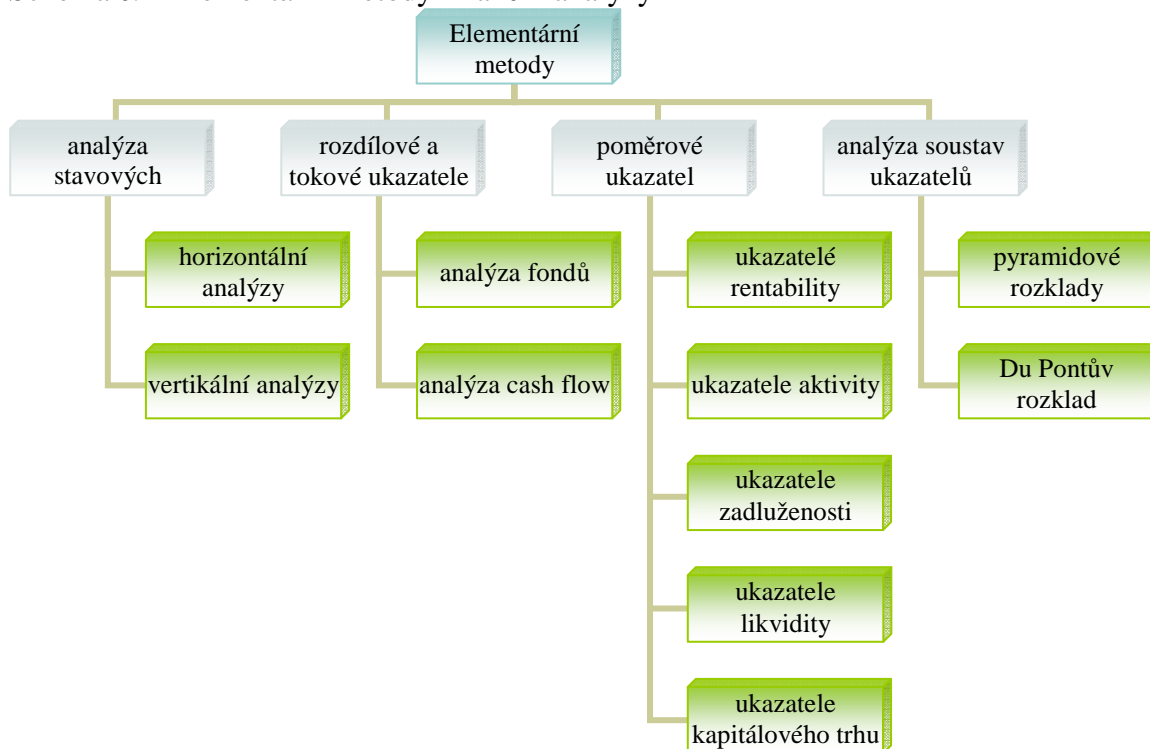 Elementární
metody
analýza
stavových
rozdílové a
tokové ukazatele
poměrové
ukazatel
analýza soustav
ukazatelů
horizontální
analýzy
vertikální analýzy
analýza fondů
analýza cash flow
ukazatelé
rentability
ukazatele aktivity
ukazatele
zadluženosti
ukazatele
likvidity
ukazatele
kapitálového trhu
pyramidové
rozklady
Du Pontův
rozklad